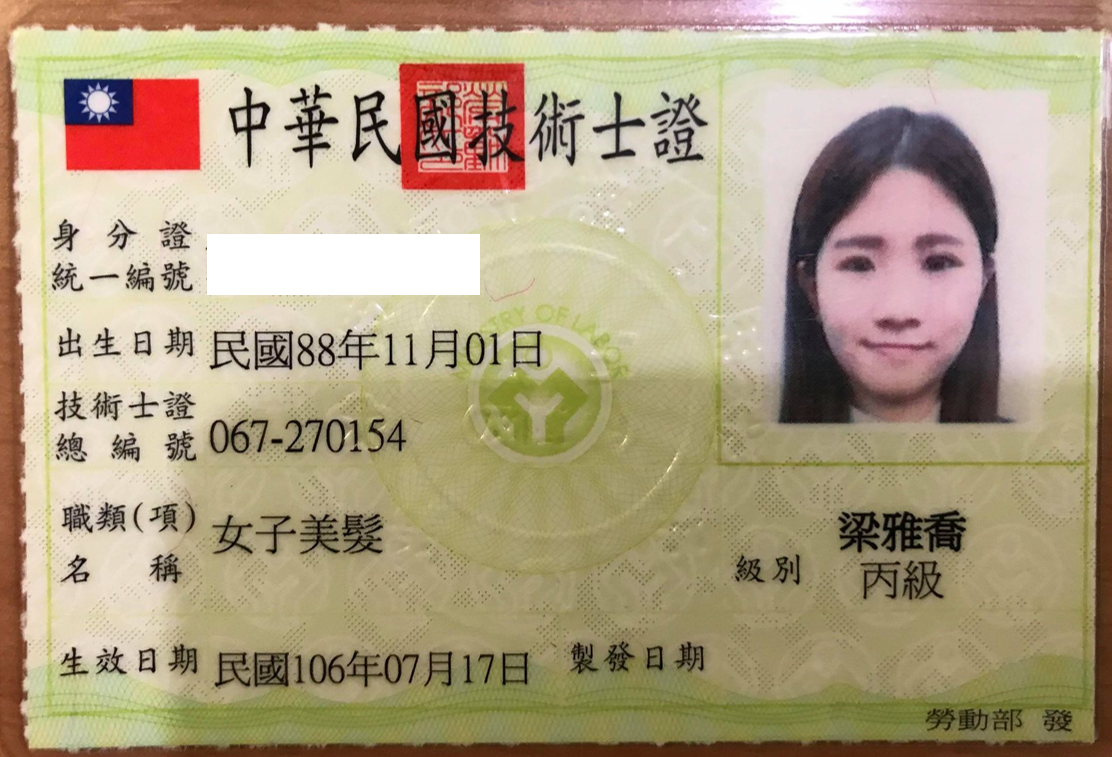 中華民國技術士證
身分證
統一編號
出生日期 民國88年11月01日
技術士證
總編號 067-270154
職類(項)
名稱 女子美髮
梁雅喬
級別 丙級
生效日期 民國106年07月17日 製發日期
勞動部 發
MINISTRY OF LABOR